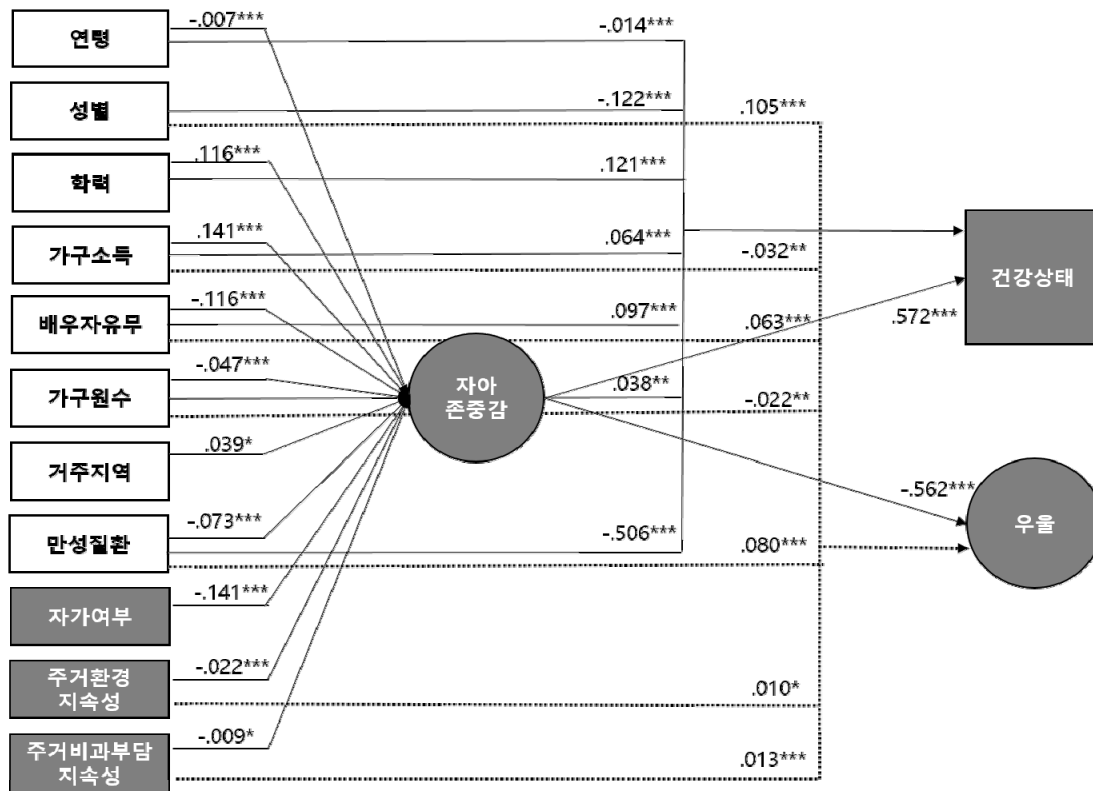 연령
-.007***
-.014***
성별
-.122***
.105***
학력
.116***
.121***
가구소득
.141***
.064***
-.032**
건강상태
배우자유무
-.116***
.097***
.063***
.572***
가구원수
-.047***
자아
존중감
.038**
-.022**
거주지역
.039*
만성질환
-.073***
-.506***
.080***
-.562***
우울
자가여부
-.141***
주거환경
지속성
-.022***
.010*
주거비과부담
지속성
-.009*
.013***